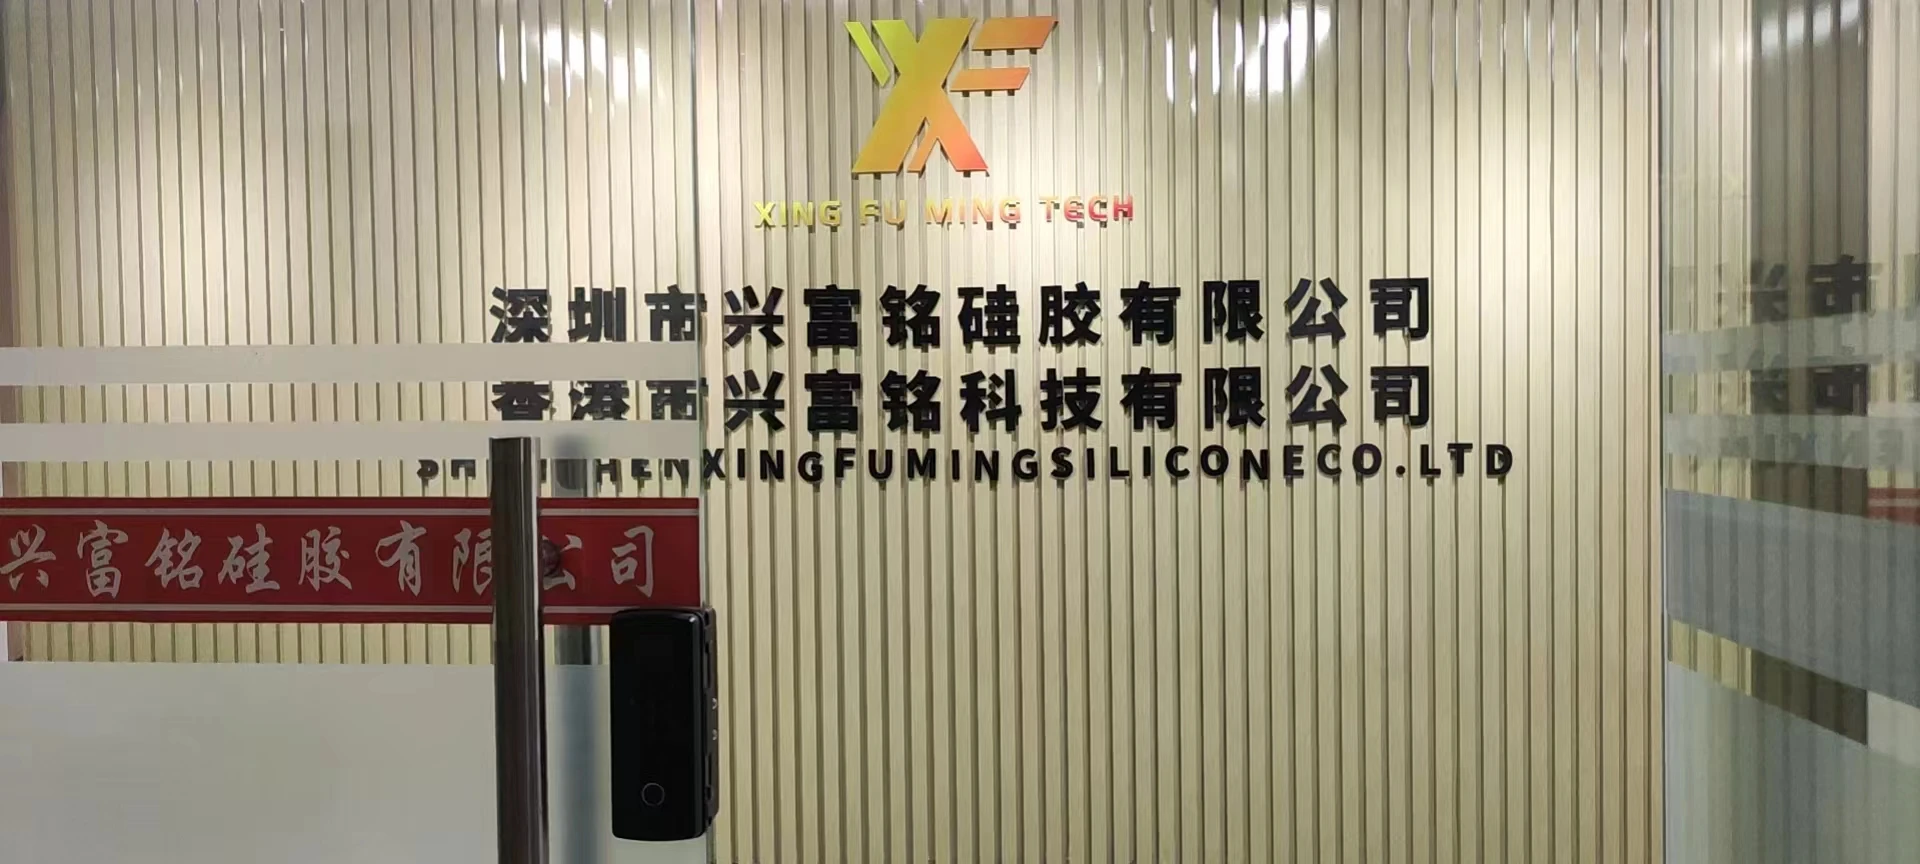 XF
XING FU MING TECH
深圳市兴富铭硅胶有限公司
香港市兴富铭科技有限公司
SHENZHENXINGFUMINGSILICONECO.LTD
兴富铭硅胶有限公司